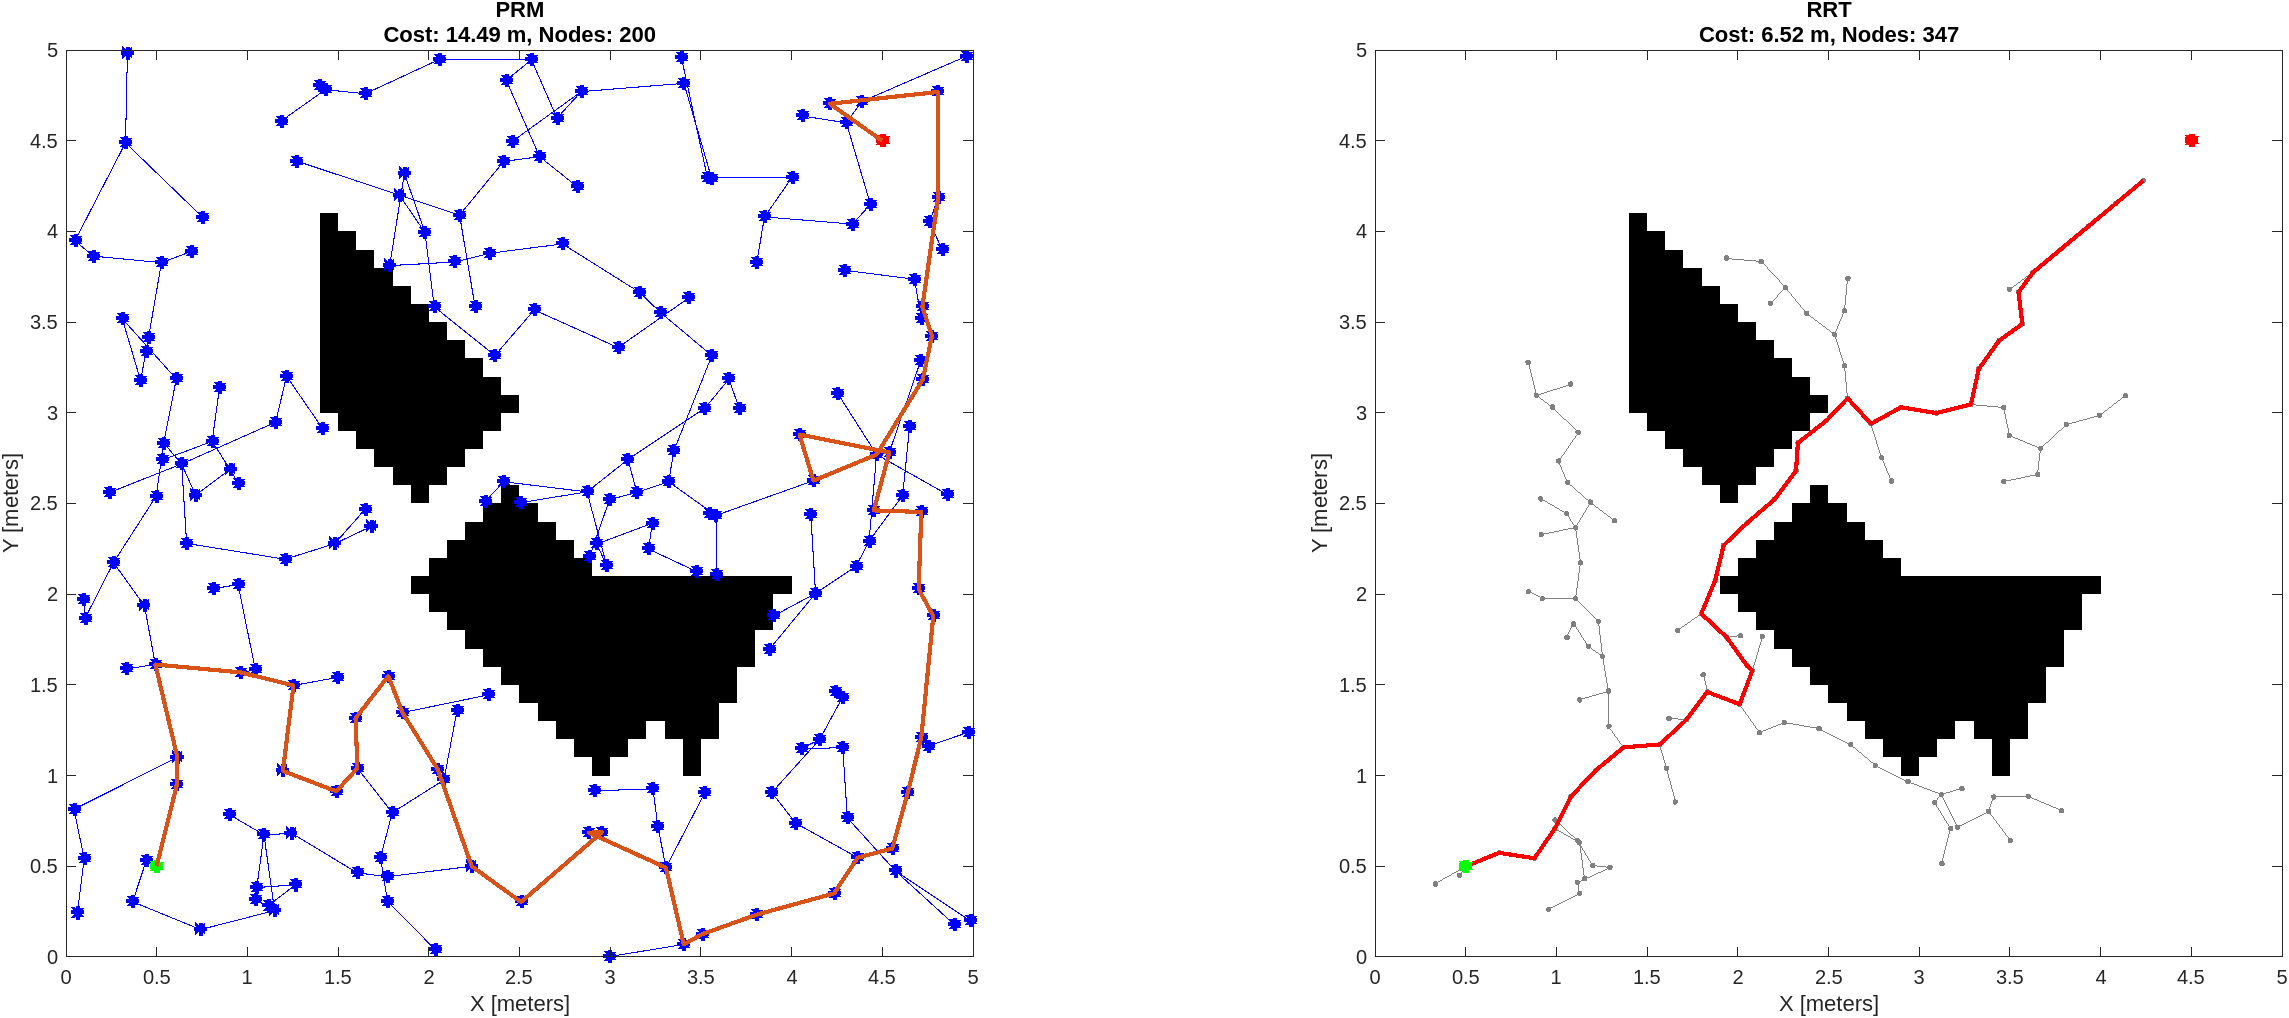 PRM
Cost: 14.49 m, Nodes: 200
5
4.5
4
3.5
3
2.5
2
1.5
1
0.5
0
Y [meters]
0 0.5 1 1.5 2 2.5 3 3.5 4 4.5 5
X [meters]
RRT
Cost: 6.52 m, Nodes: 347
5
4.5
4
3.5
3
2.5
2
1.5
1
0.5
0
Y [meters]
0 0.5 1 1.5 2 2.5 3 3.5 4 4.5 5
X [meters]